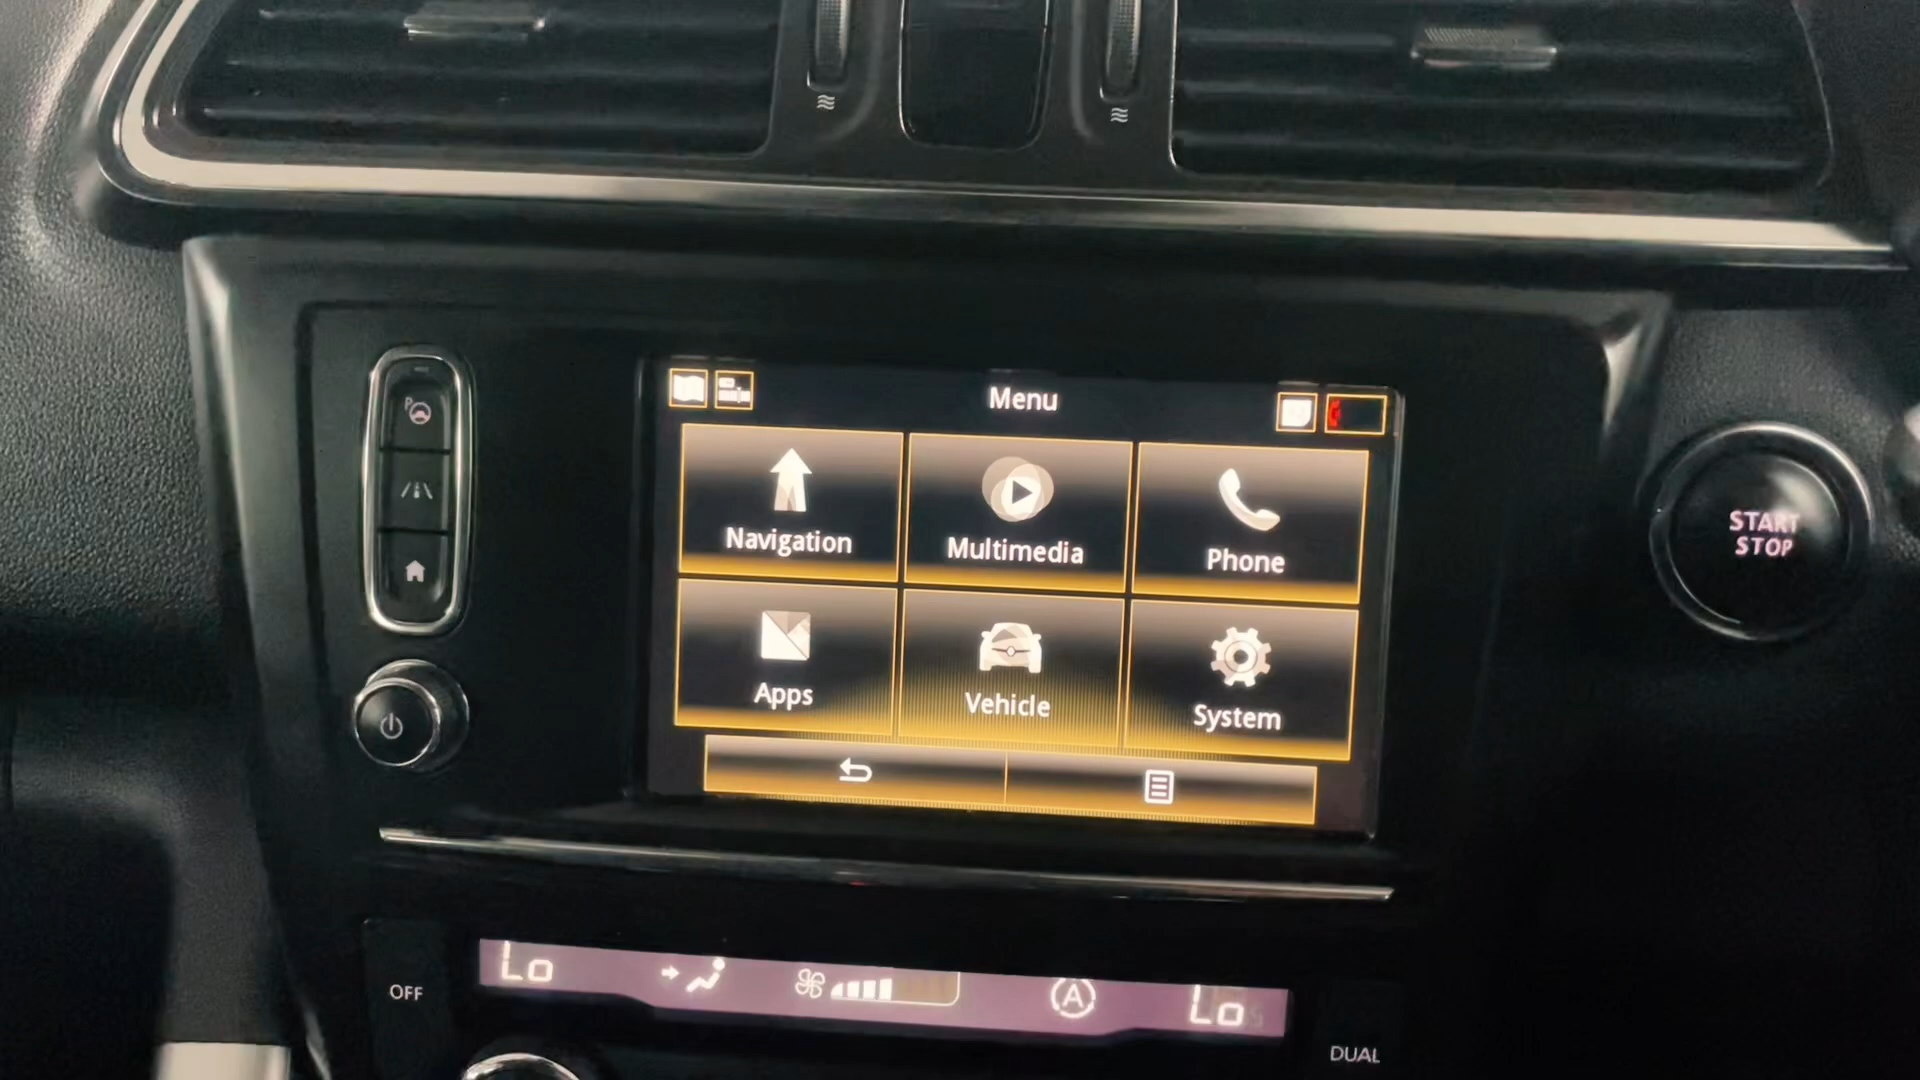 Menu
Navigation
Multimedia
Phone
Apps
Vehicle
System
START
STOP
P
OFF
Lo
A
Lo
DUAL